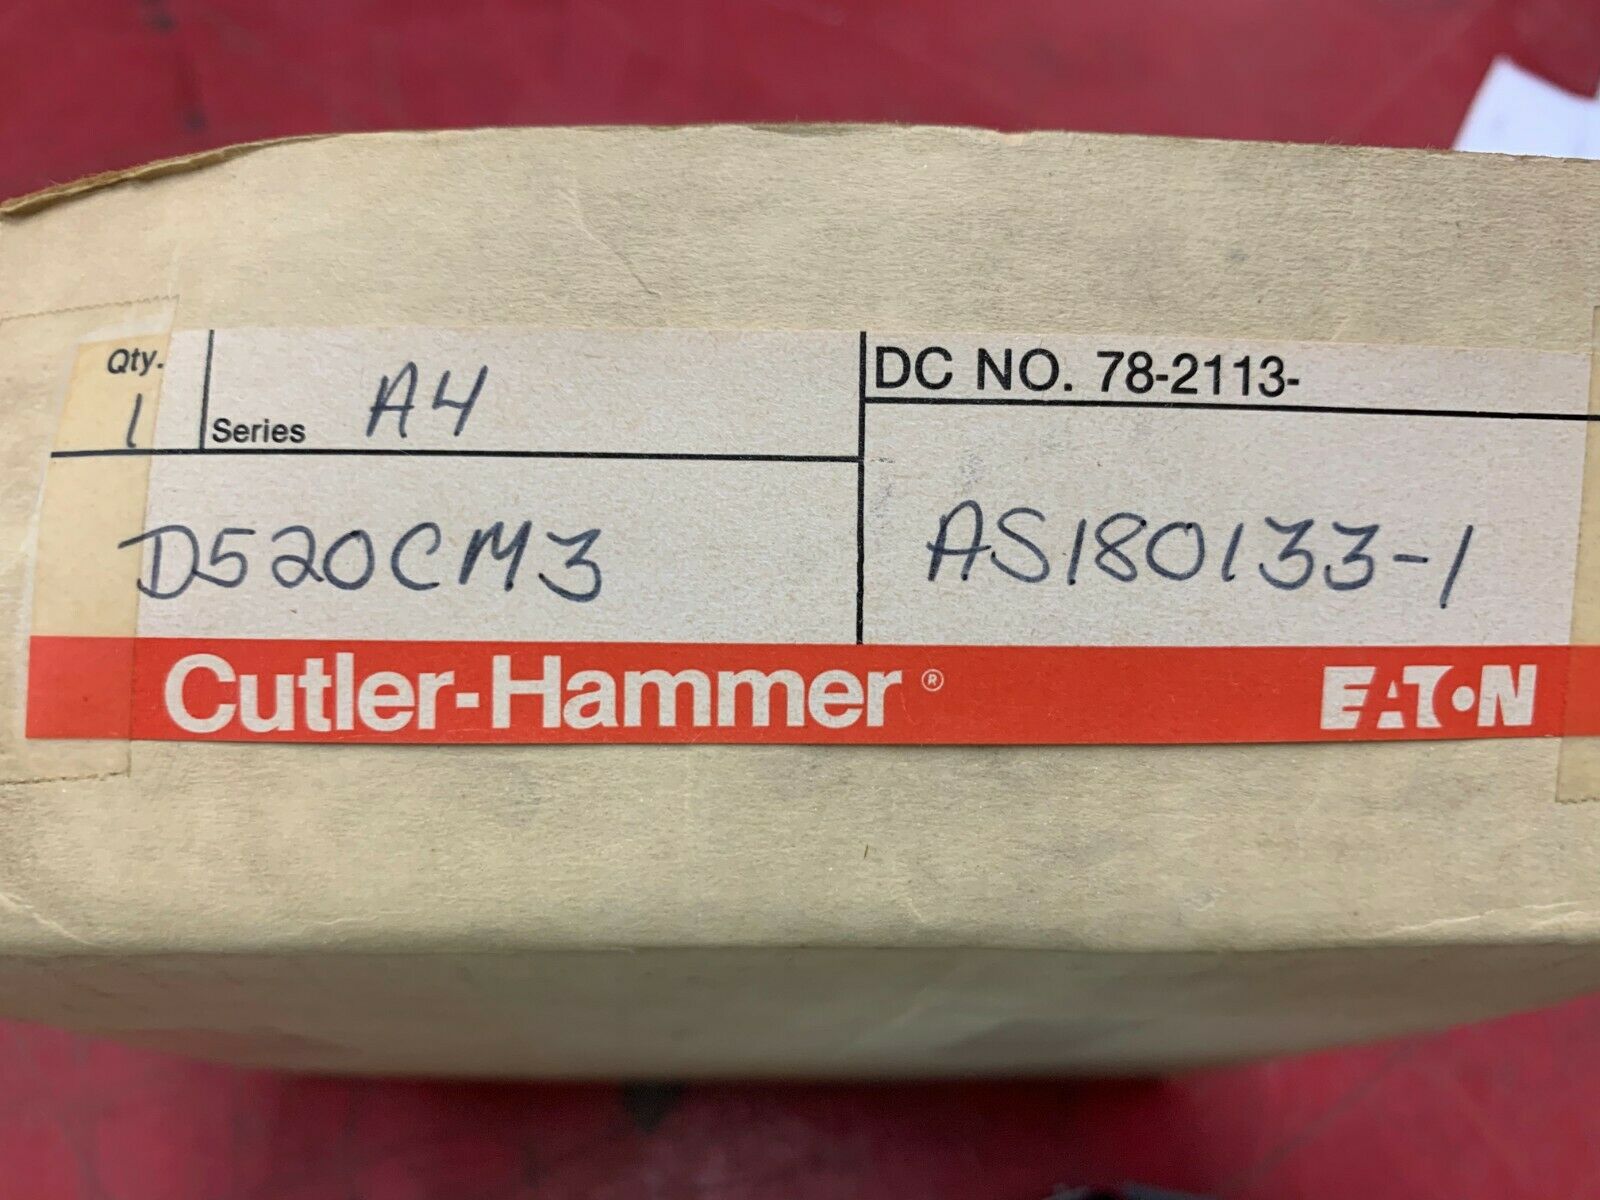 Qty.
1
Series A4
DC NO. 78-2113-
D520CM3
AS180133-1
Cutler-Hammer®
EATON